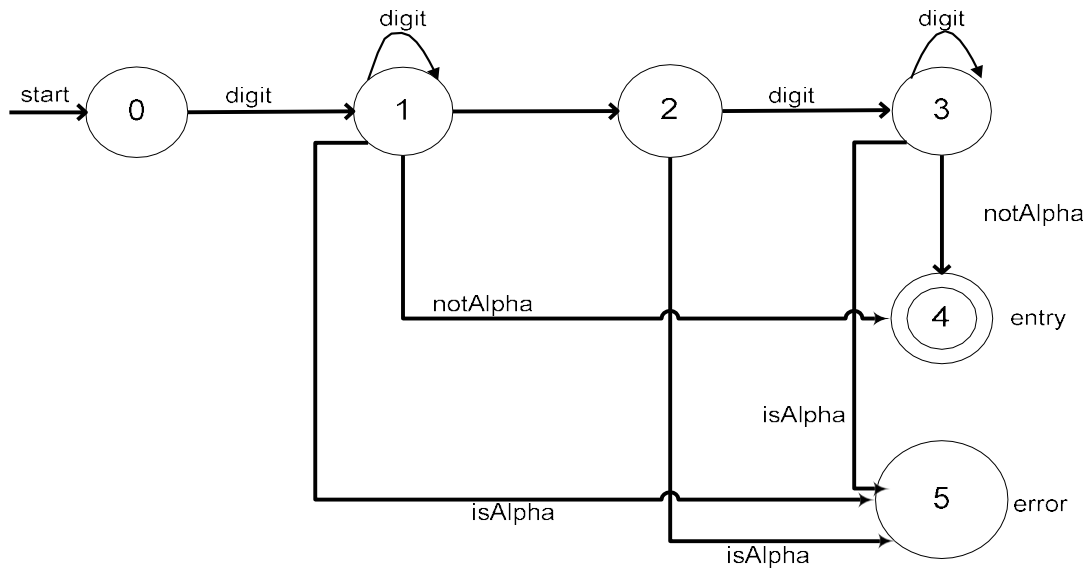 digit
digit
start
digit
digit
0
1
2
3
notAlpha
notAlpha
4
entry
isAlpha
5
error
isAlpha
isAlpha